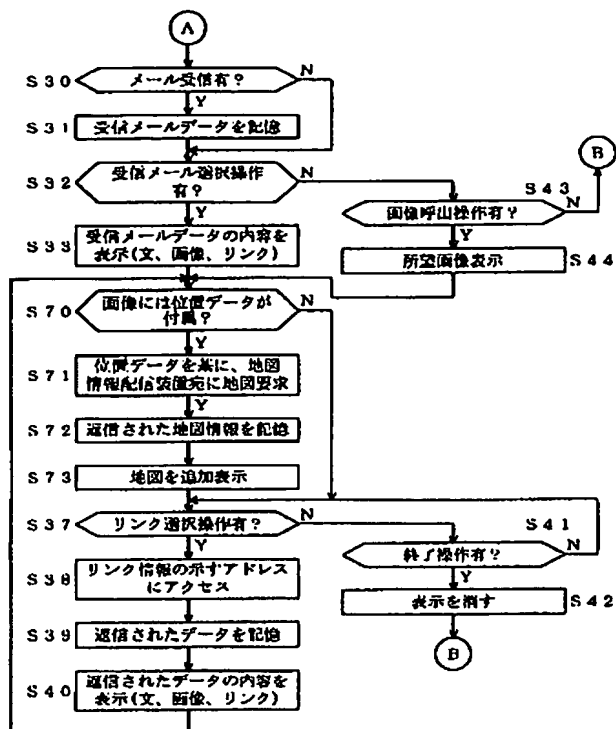 A
S30
メール受信有?
N
Y
S31
受信メールデータを記憶
S32
受信メール選択操作
有?
N
Y
B
S43
画像呼出操作有?
N
Y
S33
受信メールデータの内容を
表示(文、画像、リンク)
所望画像表示
S44
S70
画像には位置データが
付属?
N
Y
S71
位置データを基に、地図
情報配信装置宛に地図要求
Y
S72
返信された地図情報を記憶
S73
地図を追加表示
S37
リンク選択操作有?
N
Y
S41
終了操作有?
N
Y
S38
リンク情報の示すアドレス
にアクセス
表示を消す
S42
S39
返信されたデータを記憶
B
S40
返信されたデータの内容を
表示(文、画像、リンク)